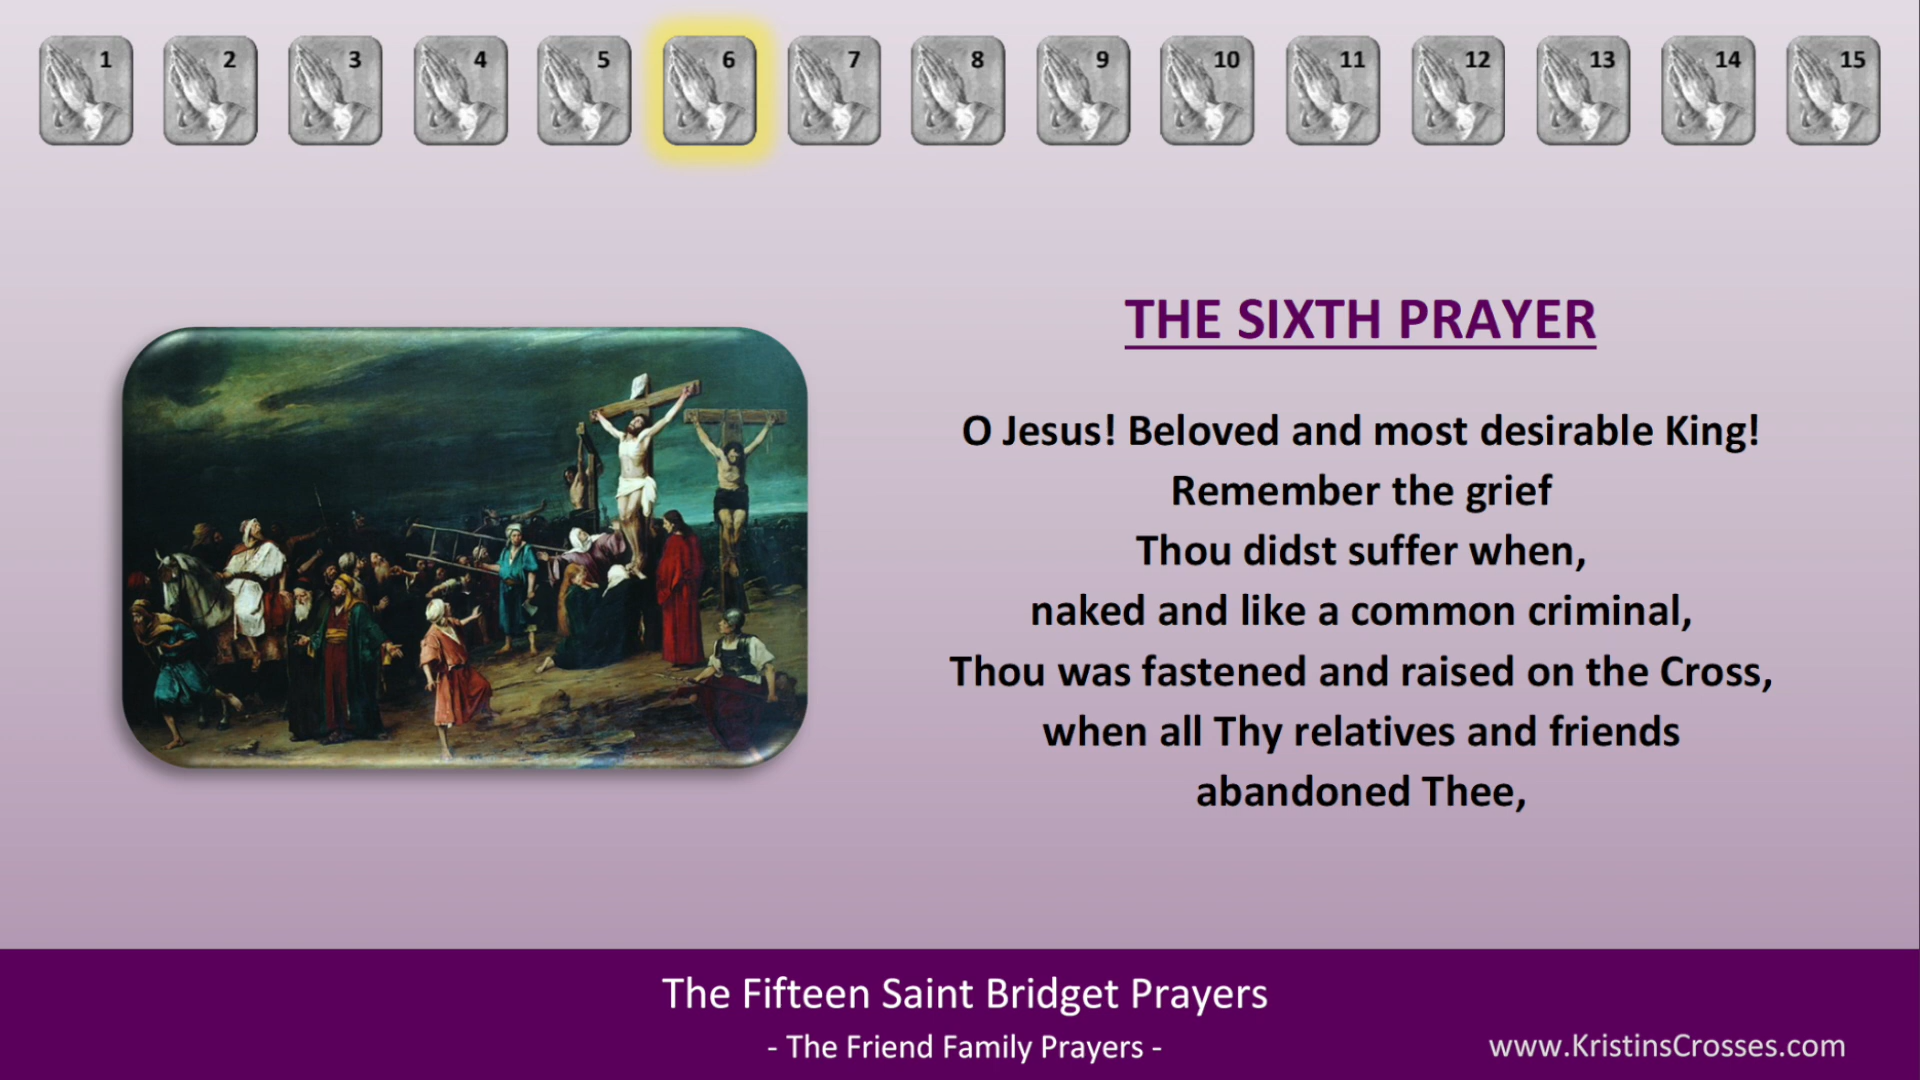 1 2 3 4 5 6 7 8 9 10 11 12 13 14 15
THE SIXTH PRAYER
O Jesus! Beloved and most desirable King!
Remember the grief
Thou didst suffer when,
naked and like a common criminal,
Thou was fastened and raised on the Cross,
when all Thy relatives and friends
abandoned Thee,
The Fifteen Saint Bridget Prayers
- The Friend Family Prayers -
www.KristinsCrosses.com